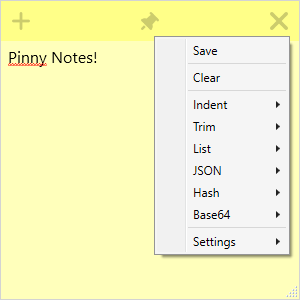 Pinny Notes!
Save
Clear
Indent
Trim
List
JSON
Hash
Base64
Settings